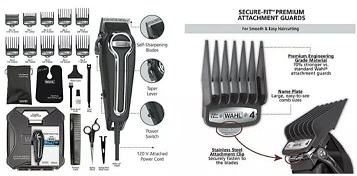 Self-Sharpening
Blades
Taper
Lever
Power
Switch
120 V Attached
Power Cord
WAHL
SECURE-FIT™ PREMIUM
ATTACHMENT GUARDS
For Smooth & Easy Haircutting
Premium Engineering
Grade Material
70% stronger vs.
standard Wahl®
attachment guards
Name Plate
Large, easy-to-see
comb sizes
WAHL 4
Stainless Steel
Attachment Clip
Securely fasten to
the blades